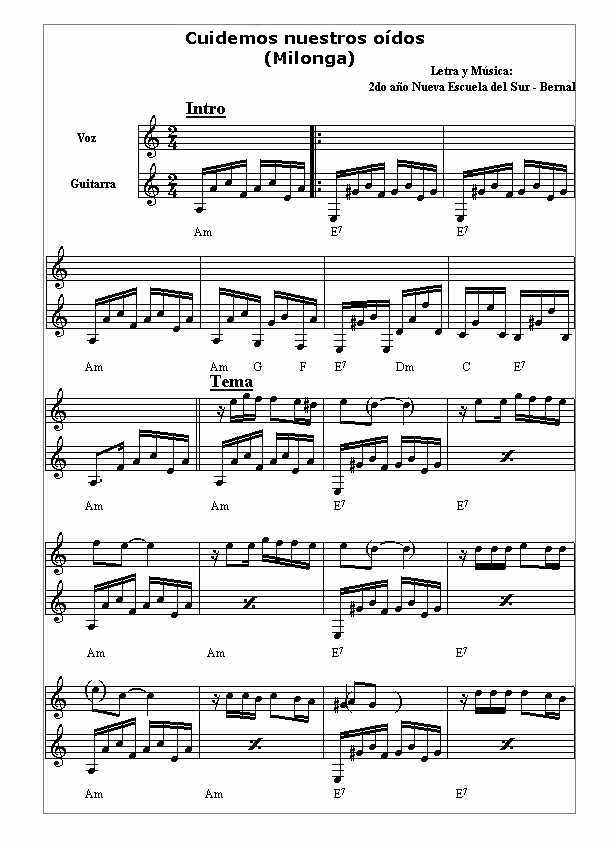 Cuidemos nuestros oídos
(Milonga)
Letra y Música:
2do año Nueva Escuela del Sur - Bernal
Intro
Voz
Guitarra
Am E7 E7
Am Am G F E7 Dm C E7
Tema
Am Am E7 E7
Am Am E7 E7
Am Am E7 E7